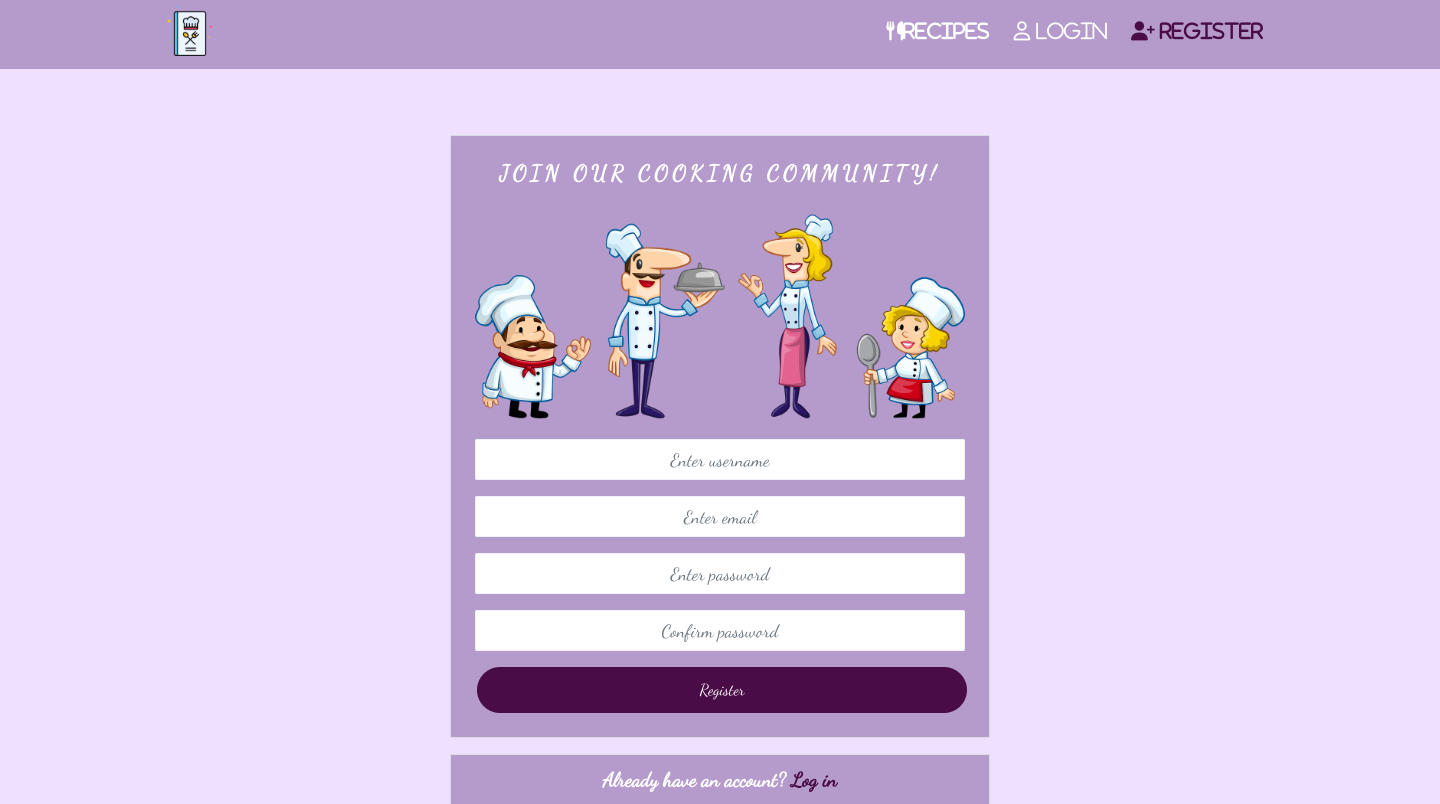 RECIPES
LOGIN
REGISTER
JOIN OUR COOKING COMMUNITY!
Enter username
Enter email
Enter password
Confirm password
Register
Already have an account? Log in